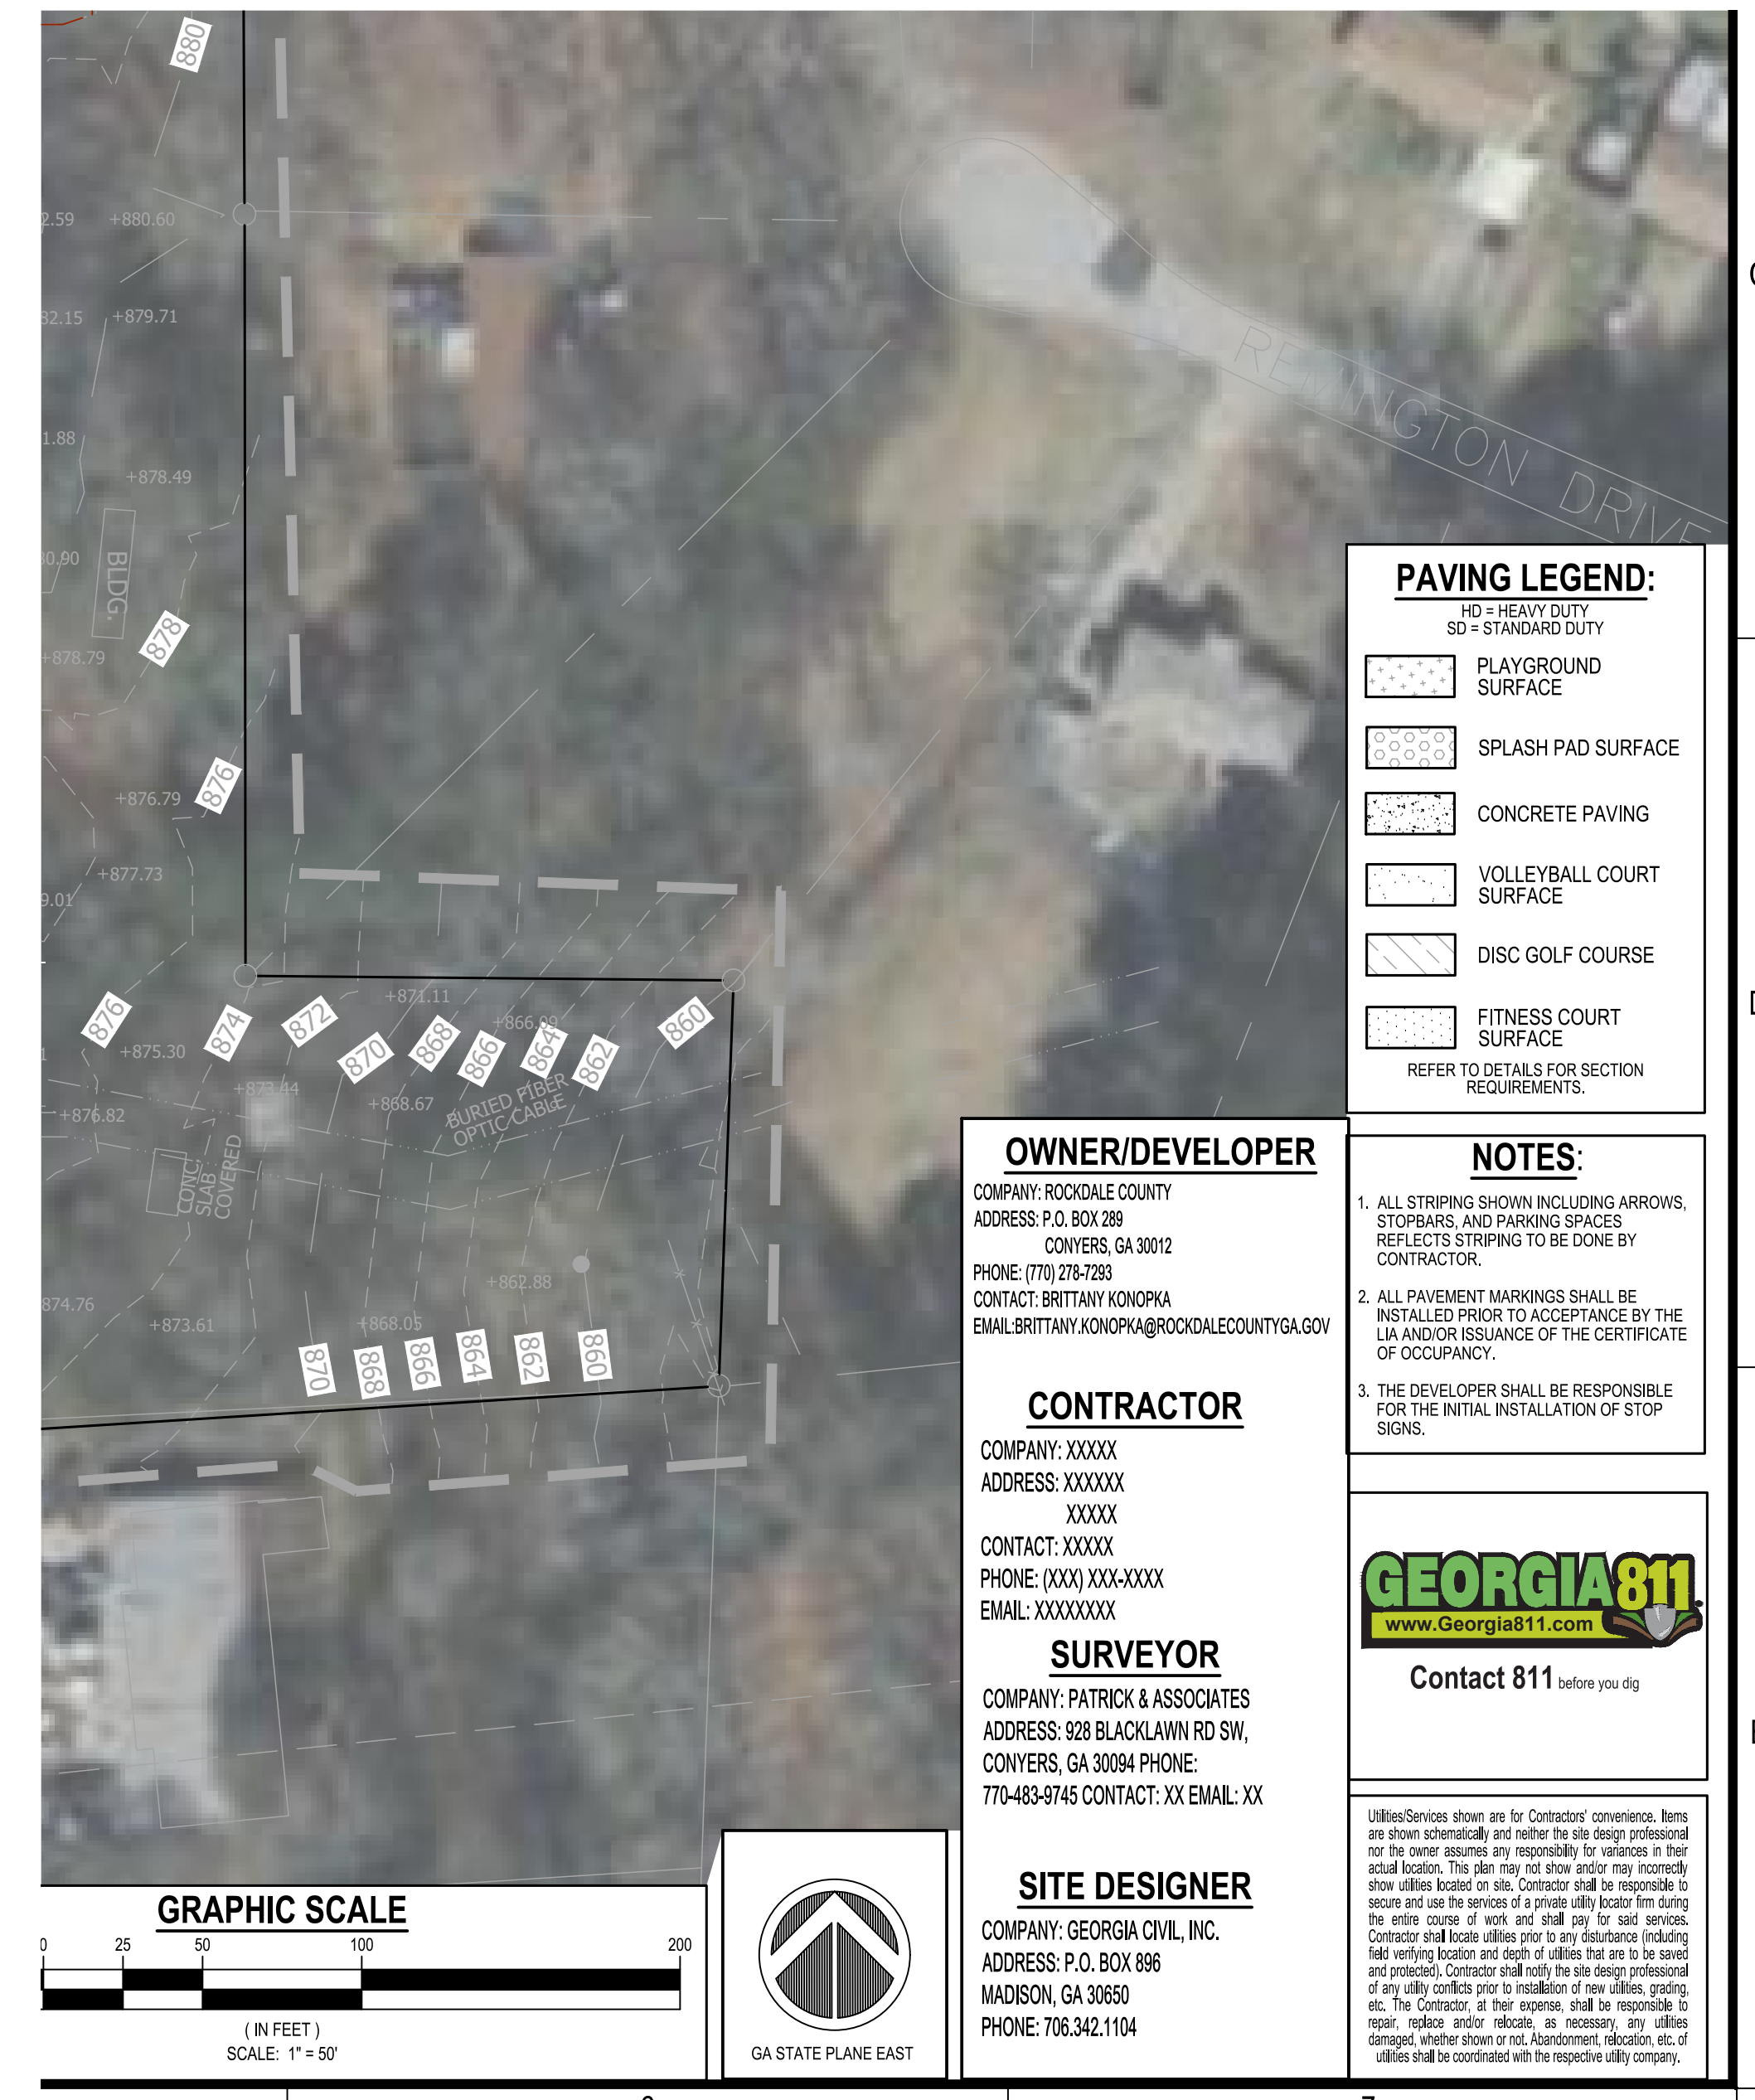 880
2.59 +880.60
82.15 +879.71
REMINGTON DRIVE
1.88
+878.49
30.90
BLDG.
878
+878.79
876
+876.79
+877.73
9.01
876
874
872
870
868
866
864
862
860
+871.11
+866.09
+875.30
+873.44
+868.67
+876.82
BURIED FIBER
OPTIC CABLE
CONC.
SLAB
COVERED
+862.88
874.76
+873.61
+868.05
870
868
866
864
862
860
PAVING LEGEND:
HD = HEAVY DUTY
SD = STANDARD DUTY
PLAYGROUND
SURFACE
SPLASH PAD SURFACE
CONCRETE PAVING
VOLLEYBALL COURT
SURFACE
DISC GOLF COURSE
FITNESS COURT
SURFACE
REFER TO DETAILS FOR SECTION
REQUIREMENTS.
OWNER/DEVELOPER
COMPANY: ROCKDALE COUNTY
ADDRESS: P.O. BOX 289
CONYERS, GA 30012
PHONE: (770) 278-7293
CONTACT: BRITTANY KONOPKA
EMAIL:BRITTANY.KONOPKA@ROCKDALECOUNTYGA.GOV
CONTRACTOR
COMPANY: XXXXX
ADDRESS: XXXXXX
XXXXX
CONTACT: XXXXX
PHONE: (XXX) XXX-XXXX
EMAIL: XXXXXXXX
SURVEYOR
COMPANY: PATRICK & ASSOCIATES
ADDRESS: 928 BLACKLAWN RD SW,
CONYERS, GA 30094 PHONE:
770-483-9745 CONTACT: XX EMAIL: XX
SITE DESIGNER
COMPANY: GEORGIA CIVIL, INC.
ADDRESS: P.O. BOX 896
MADISON, GA 30650
PHONE: 706.342.1104
NOTES:
1. ALL STRIPING SHOWN INCLUDING ARROWS,
STOPBARS, AND PARKING SPACES
REFLECTS STRIPING TO BE DONE BY
CONTRACTOR.
2. ALL PAVEMENT MARKINGS SHALL BE
INSTALLED PRIOR TO ACCEPTANCE BY THE
LIA AND/OR ISSUANCE OF THE CERTIFICATE
OF OCCUPANCY.
3. THE DEVELOPER SHALL BE RESPONSIBLE
FOR THE INITIAL INSTALLATION OF STOP
SIGNS.
GEORGIA811
www.Georgia811.com
Contact 811 before you dig
Utilities/Services shown are for Contractors' convenience. Items
are shown schematically and neither the site design professional
nor the owner assumes any responsibility for variances in their
actual location. This plan may not show and/or may incorrectly
show utilities located on site. Contractor shall be responsible to
secure and use the services of a private utility locator firm during
the entire course of work and shall pay for said services.
Contractor shall locate utilities prior to any disturbance (including
field verifying location and depth of utilities that are to be saved
and protected). Contractor shall notify the site design professional
of any utility conflicts prior to installation of new utilities, grading,
etc. The Contractor, at their expense, shall be responsible to
repair, replace and/or relocate, as necessary, any utilities
damaged, whether shown or not. Abandonment, relocation, etc. of
utilities shall be coordinated with the respective utility company.
GRAPHIC SCALE
0 25 50 100 200
( IN FEET )
SCALE: 1" = 50'
GA STATE PLANE EAST